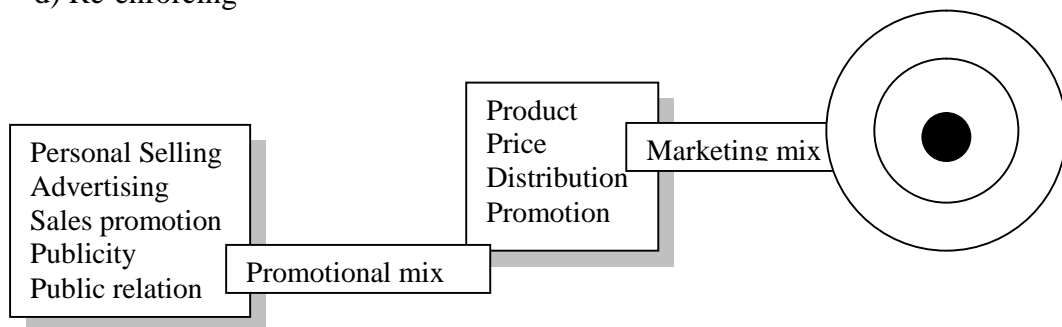 d) Re-enforcing
Personal Selling
Advertising
Sales promotion
Publicity
Public relation
Promotional mix
Product
Price
Distribution
Promotion
Marketing mix